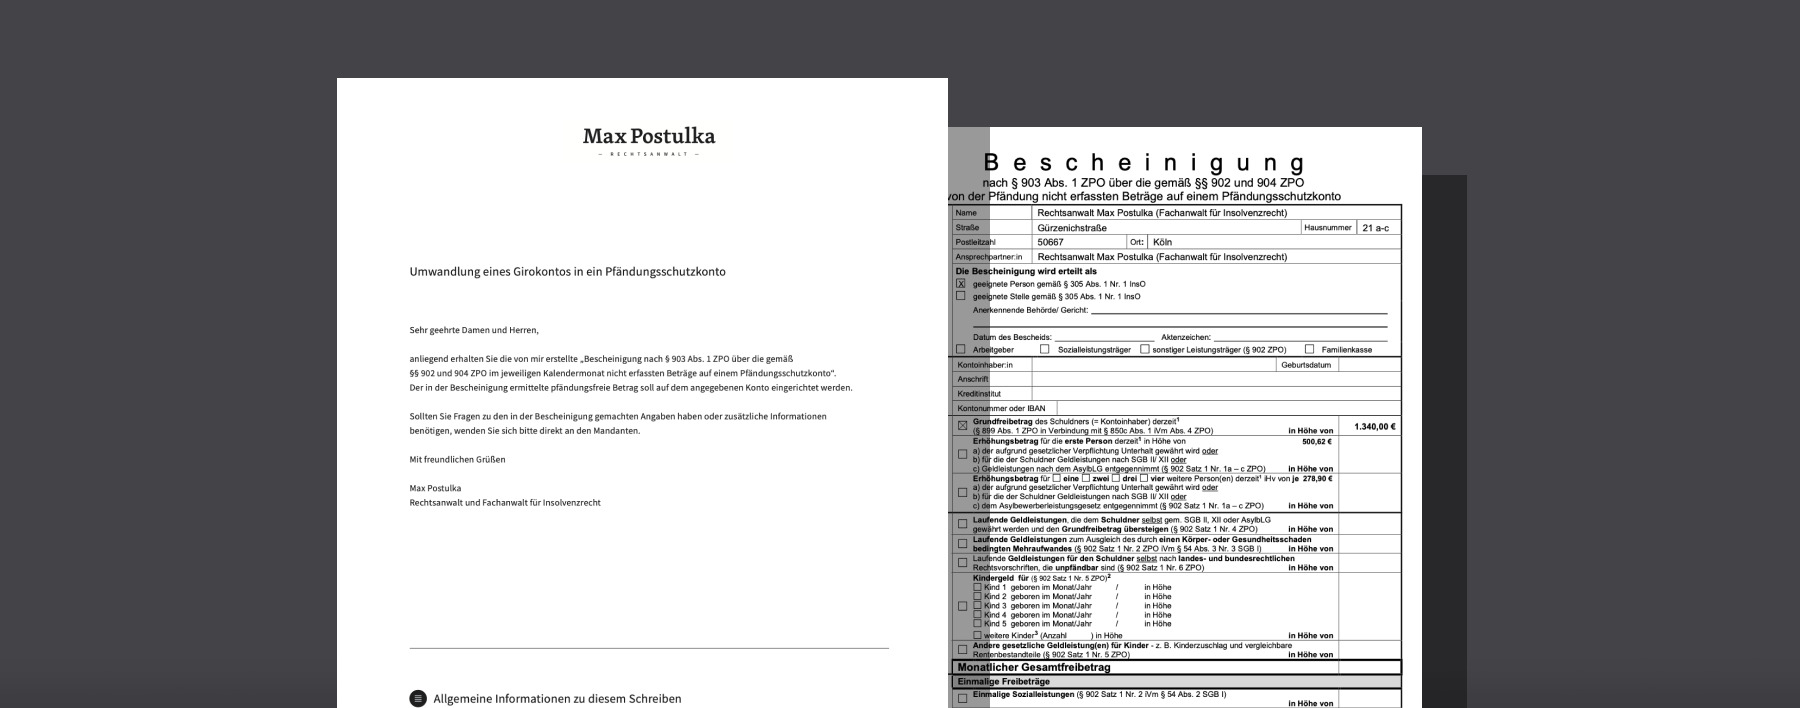 Max Postulka
– RECHTSANWALT –
Umwandlung eines Girokontos in ein Pfändungsschutzkonto
Sehr geehrte Damen und Herren,
anliegend erhalten Sie die von mir erstellte „Bescheinigung nach § 903 Abs. 1 ZPO über die gemäß
§§ 902 und 904 ZPO im jeweiligen Kalendermonat nicht erfassten Beträge auf einem Pfändungsschutzkonto“.
Der in der Bescheinigung ermittelte pfändungsfreie Betrag soll auf dem angegebenen Konto eingerichtet werden.
Sollten Sie Fragen zu den in der Bescheinigung gemachten Angaben haben oder zusätzliche Informationen
benötigen, wenden Sie sich bitte direkt an den Mandanten.
Mit freundlichen Grüßen
Max Postulka
Rechtsanwalt und Fachanwalt für Insolvenzrecht
Allgemeine Informationen zu diesem Schreiben
Bescheinigung
nach § 903 Abs. 1 ZPO über die gemäß §§ 902 und 904 ZPO
von der Pfändung nicht erfassten Beträge auf einem Pfändungsschutzkonto
Name Rechtsanwalt Max Postulka (Fachanwalt für Insolvenzrecht)
Straße Gürzenichstraße Hausnummer 21 a-c
Postleitzahl 50667 Ort: Köln
Ansprechpartner:in Rechtsanwalt Max Postulka (Fachanwalt für Insolvenzrecht)
Die Bescheinigung wird erteilt als
X geeignete Person gemäß § 305 Abs. 1 Nr. 1 InsO
geeignete Stelle gemäß § 305 Abs. 1 Nr. 1 InsO
Anerkennende Behörde/ Gericht:
Datum des Bescheids: Aktenzeichen:
Arbeitgeber Sozialleistungsträger sonstiger Leistungsträger (§ 902 ZPO) Familienkasse
Kontoinhaber:in Geburtsdatum
Anschrift
Kreditinstitut
Kontonummer oder IBAN
Grundfreibetrag des Schuldners (= Kontoinhaber) derzeit¹
(§ 899 Abs. 1 ZPO in Verbindung mit § 850c Abs. 1 iVm Abs. 4 ZPO) in Höhe von 1.340,00 €
Erhöhungsbetrag für die erste Person derzeit¹ in Höhe von 500,62 €
a) der aufgrund gesetzlicher Verpflichtung Unterhalt gewährt wird oder
b) für die der Schuldner Geldleistungen nach SGB II/ XII oder
c) Geldleistungen nach dem AsylbLG entgegennimmt (§ 902 Satz 1 Nr. 1a – c ZPO) in Höhe von
Erhöhungsbetrag für eine zwei drei vier weitere Person(en) derzeit¹ iHv von je 278,90 €
a) der aufgrund gesetzlicher Verpflichtung Unterhalt gewährt wird oder
b) für die der Schuldner Geldleistungen nach SGB II/ XII oder
c) dem Asylbewerberleistungsgesetz entgegennimmt (§ 902 Satz 1 Nr. 1a – c ZPO) in Höhe von
Laufende Geldleistungen, die dem Schuldner selbst gem. SGB II, XII oder AsylbLG
gewährt werden und den Grundfreibetrag übersteigen (§ 902 Satz 1 Nr. 4 ZPO) in Höhe von
Laufende Geldleistungen zum Ausgleich des durch einen Körper- oder Gesundheitsschaden
bedingten Mehraufwandes (§ 902 Satz 1 Nr. 2 ZPO iVm § 54 Abs. 3 Nr. 3 SGB I) in Höhe von
Laufende Geldleistungen für den Schuldner selbst nach landes- und bundesrechtlichen
Rechtsvorschriften, die unpfändbar sind (§ 902 Satz 1 Nr. 6 ZPO) in Höhe von
Kindergeld für (§ 902 Satz 1 Nr. 5 ZPO)²
Kind 1 geboren im Monat/Jahr / in Höhe
Kind 2 geboren im Monat/Jahr / in Höhe
Kind 3 geboren im Monat/Jahr / in Höhe
Kind 4 geboren im Monat/Jahr / in Höhe
Kind 5 geboren im Monat/Jahr / in Höhe
weitere Kinder³ (Anzahl ) in Höhe in Höhe von
Andere gesetzliche Geldleistung(en) für Kinder - z. B. Kinderzuschlag und vergleichbare
Rentenbestandteile (§ 902 Satz 1 Nr. 5 ZPO) in Höhe von
Monatlicher Gesamtfreibetrag
Einmalige Freibeträge
Einmalige Sozialleistungen (§ 902 Satz 1 Nr. 2 iVm § 54 Abs. 2 SGB I)
in Höhe von